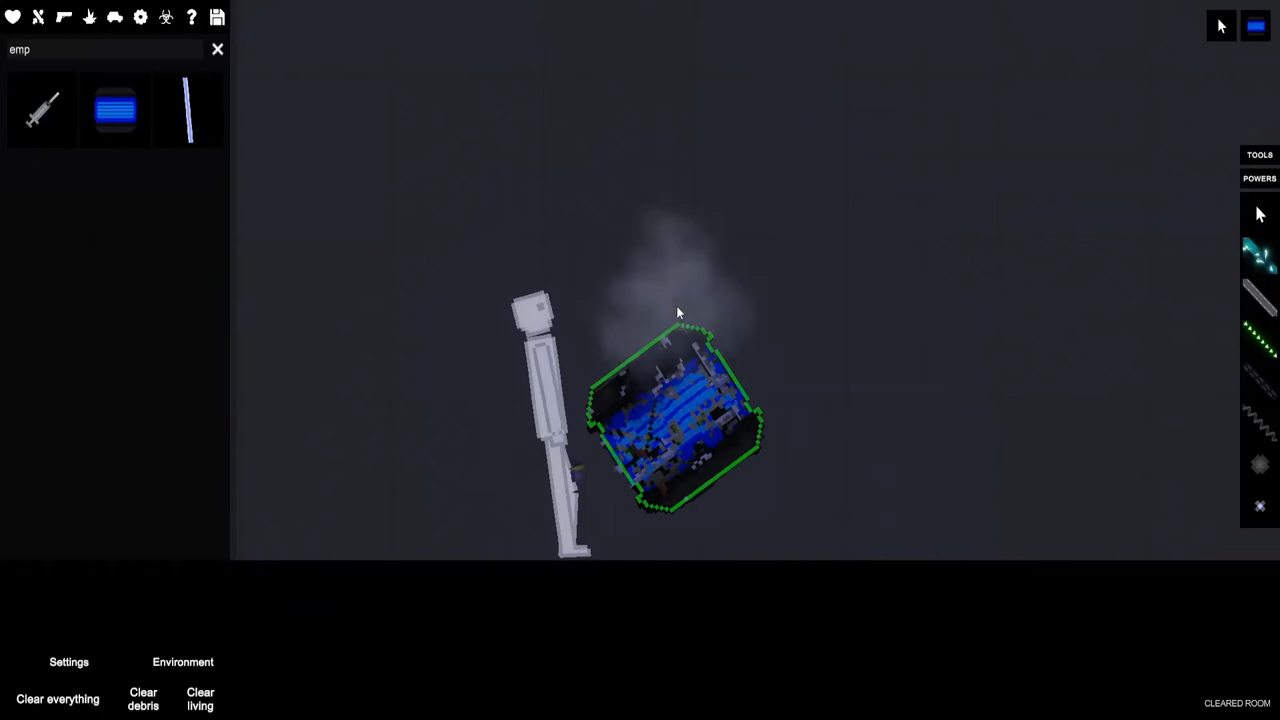 emp
TOOLS
POWERS
Settings
Environment
Clear everything
Clear
debris
Clear
living
CLEARED ROOM